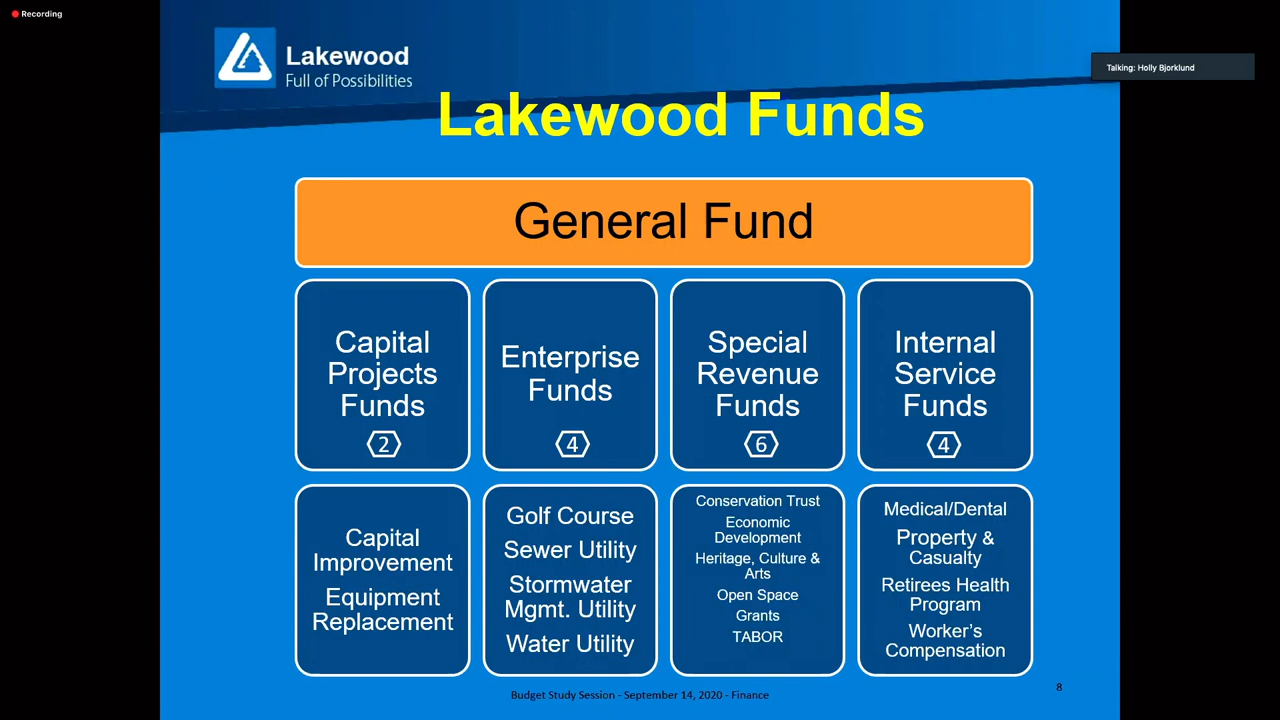 Recording
Lakewood
Full of Possibilities
Talking: Holly Bjorklund
Lakewood Funds
General Fund
Capital
Projects
Funds
2
Enterprise
Funds
4
Special
Revenue
Funds
6
Internal
Service
Funds
4
Capital
Improvement
Equipment
Replacement
Golf Course
Sewer Utility
Stormwater
Mgmt. Utility
Water Utility
Conservation Trust
Economic
Development
Heritage, Culture &
Arts
Open Space
Grants
TABOR
Medical/Dental
Property &
Casualty
Retirees Health
Program
Worker's
Compensation
Budget Study Session - September 14, 2020 - Finance
8